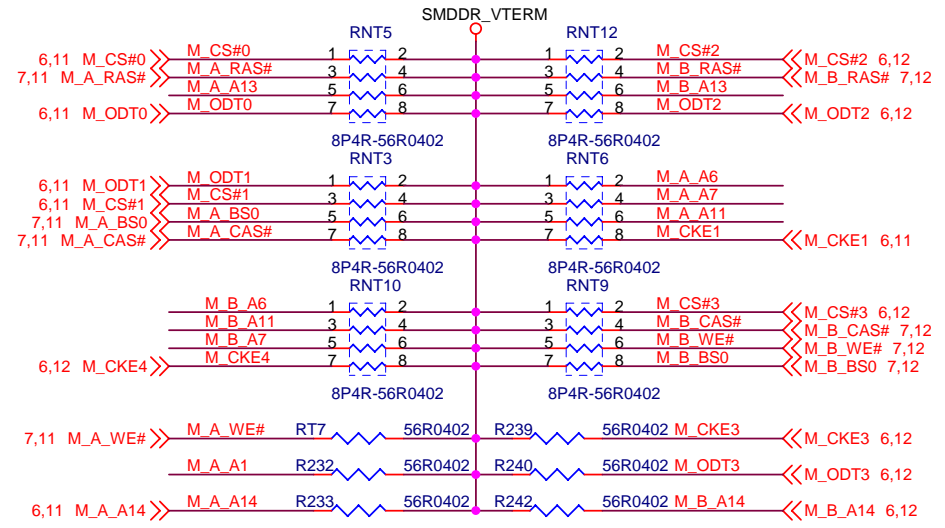 SMDDR_VTERM
RNT5 RNT12
6,11 M_CS#0 M_CS#0 1 2 1 2 M_CS#2 M_CS#2 6,12
7,11 M_A_RAS# M_A_RAS# 3 4 3 4 M_B_RAS# M_B_RAS# 7,12
M_A_A13 5 6 5 6 M_B_A13
6,11 M_ODT0 M_ODT0 7 8 7 8 M_ODT2 M_ODT2 6,12
8P4R-56R0402 8P4R-56R0402
RNT3 RNT6
6,11 M_ODT1 M_ODT1 1 2 1 2 M_A_A6
6,11 M_CS#1 M_CS#1 3 4 3 4 M_A_A7
7,11 M_A_BS0 M_A_BS0 5 6 5 6 M_A_A11
7,11 M_A_CAS# M_A_CAS# 7 8 7 8 M_CKE1 M_CKE1 6,11
8P4R-56R0402 8P4R-56R0402
RNT10 RNT9
M_B_A6 1 2 1 2 M_CS#3 M_CS#3 6,12
M_B_A11 3 4 3 4 M_B_CAS# M_B_CAS# 7,12
M_B_A7 5 6 5 6 M_B_WE# M_B_WE# 7,12
6,12 M_CKE4 M_CKE4 7 8 7 8 M_B_BS0 M_B_BS0 7,12
8P4R-56R0402 8P4R-56R0402
7,11 M_A_WE# M_A_WE# RT7 56R0402 R239 56R0402 M_CKE3 M_CKE3 6,12
M_A_A1 R232 56R0402 R240 56R0402 M_ODT3 M_ODT3 6,12
6,11 M_A_A14 M_A_A14 R233 56R0402 R242 56R0402 M_B_A14 M_B_A14 6,12